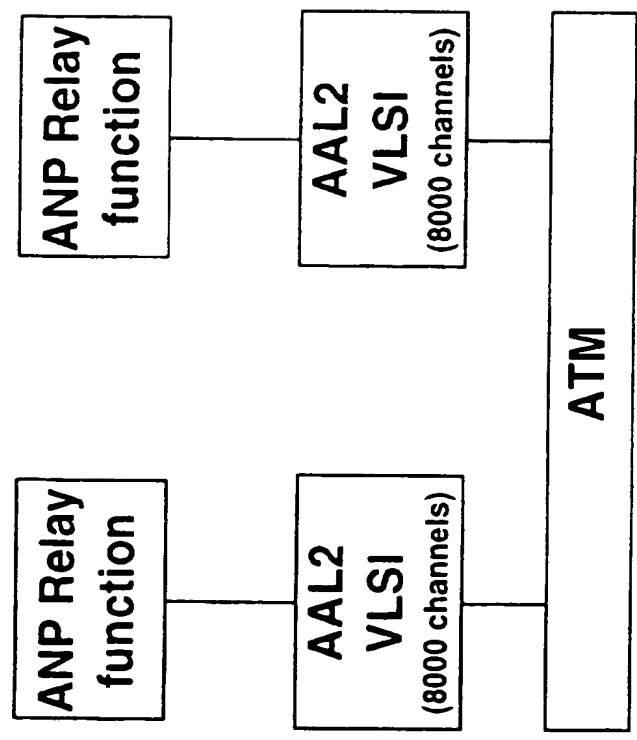 ANP Relay
function
ANP Relay
function
AAL2
VLSI
(8000 channels)
AAL2
VLSI
(8000 channels)
ATM